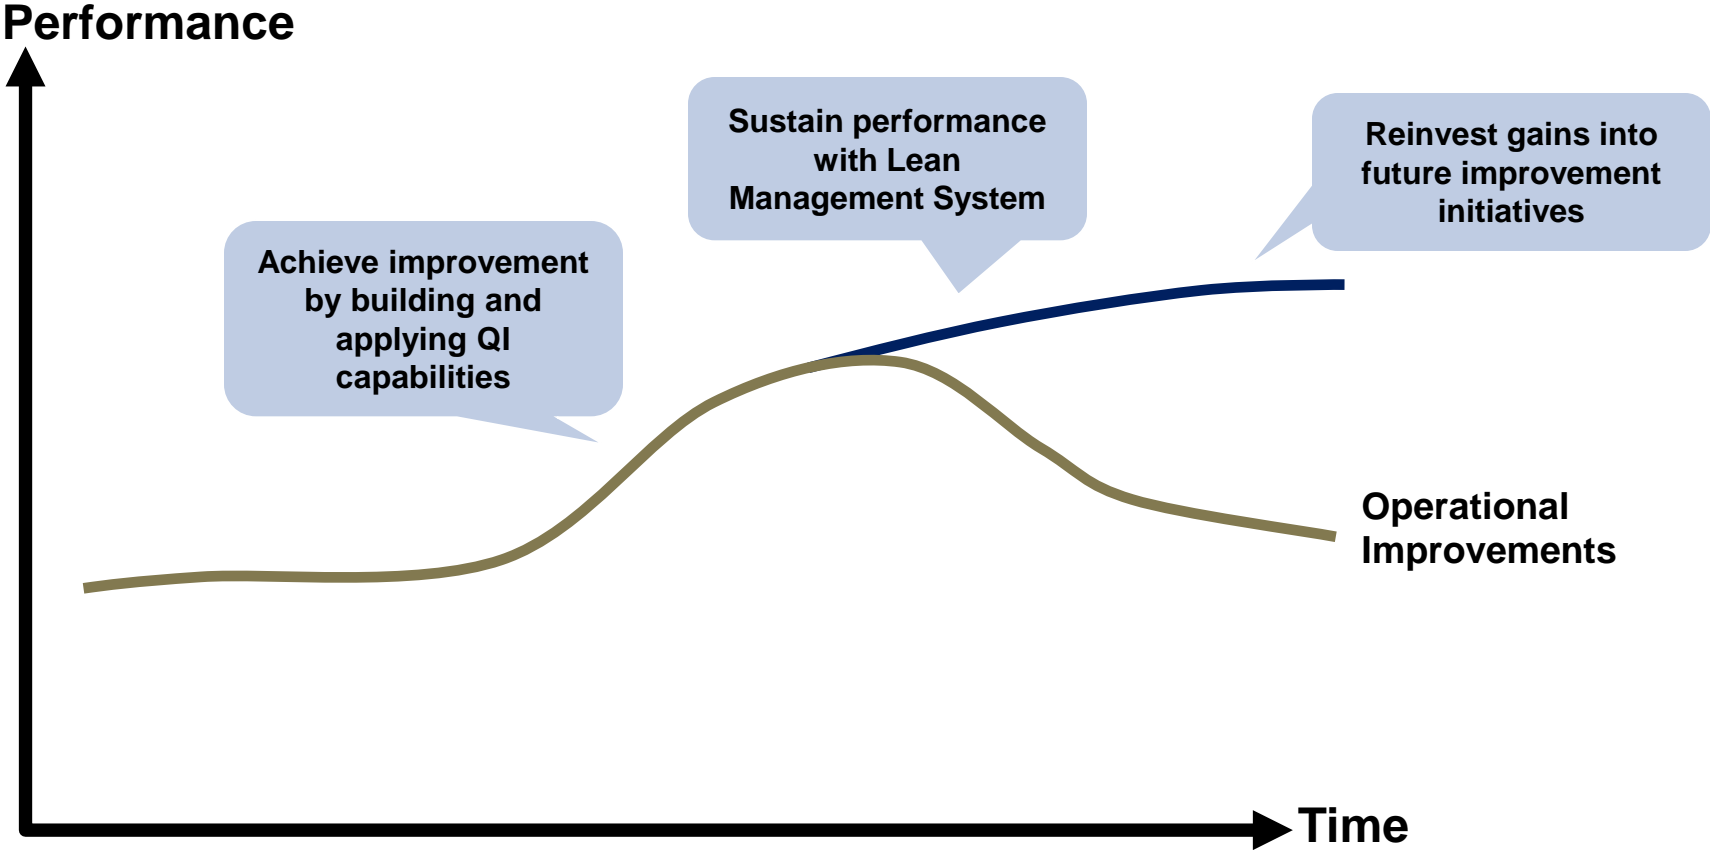 Performance
Sustain performance
with Lean
Management System
Reinvest gains into
future improvement
initiatives
Achieve improvement
by building and
applying QI
capabilities
Operational
Improvements
Time